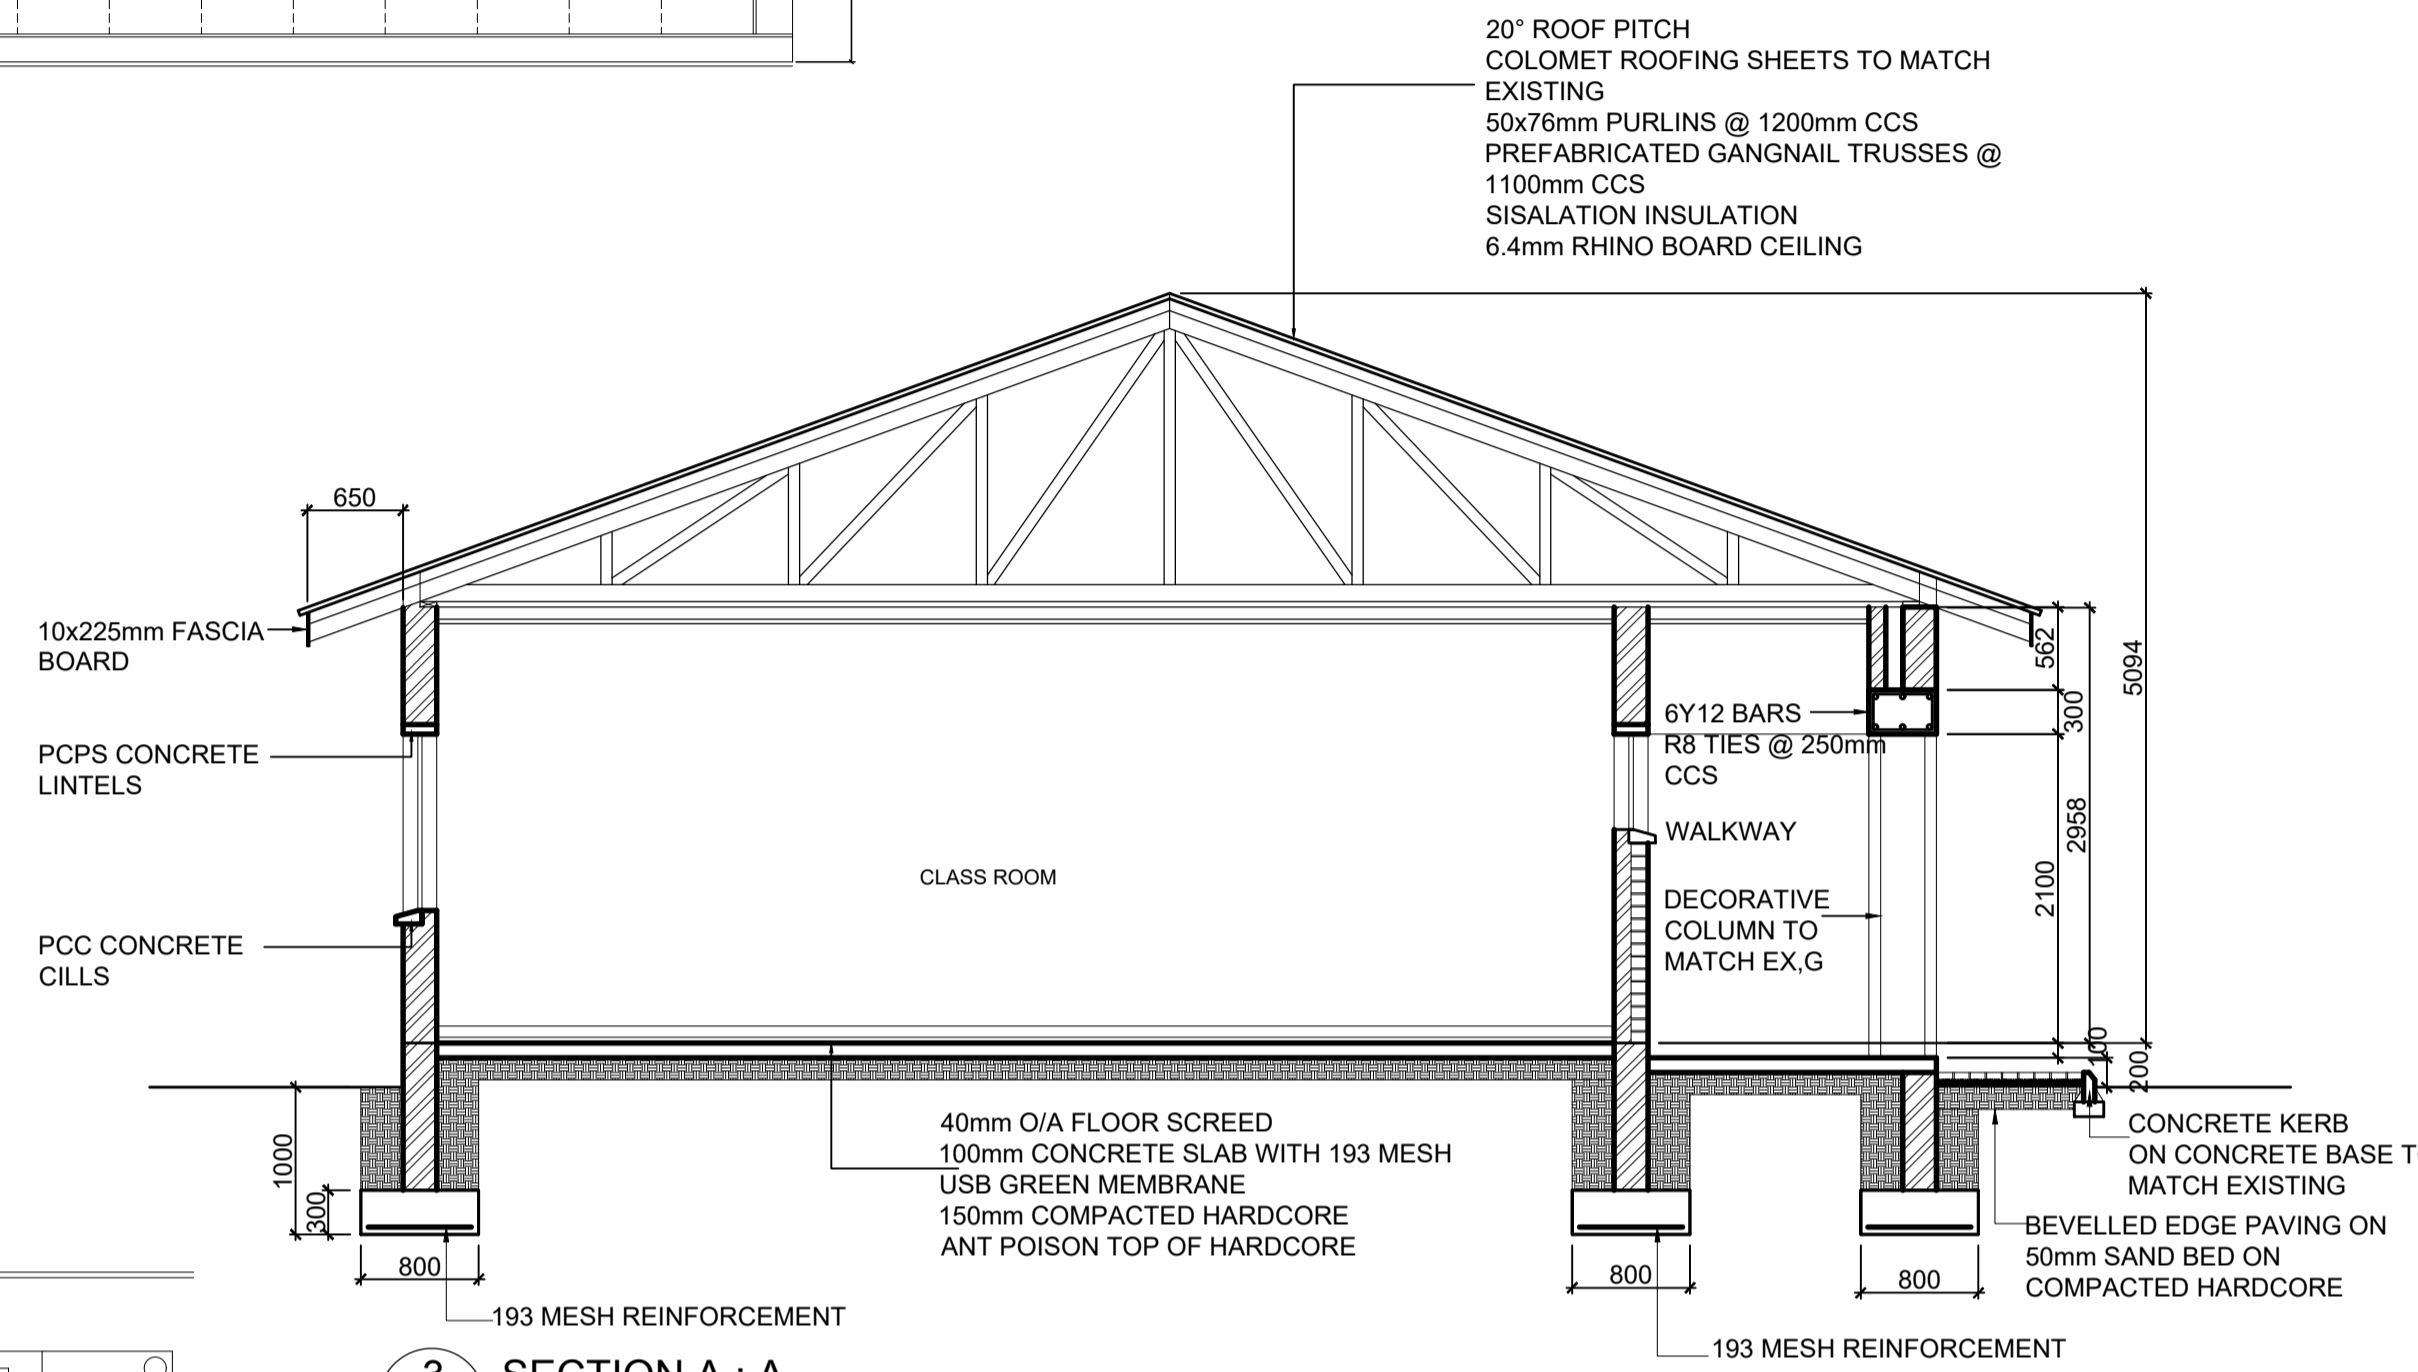 20° ROOF PITCH
COLOMET ROOFING SHEETS TO MATCH
EXISTING
50x76mm PURLINS @ 1200mm CCS
PREFABRICATED GANGNAIL TRUSSES @
1100mm CCS
SISALATION INSULATION
6.4mm RHINO BOARD CEILING
650
10x225mm FASCIA
BOARD
PCPS CONCRETE
LINTELS
PCC CONCRETE
CILLS
CLASS ROOM
6Y12 BARS
R8 TIES @ 250mm
CCS
WALKWAY
DECORATIVE
COLUMN TO
MATCH EX,G
562
300
2100
2958
5094
100
200
1000
300
800
40mm O/A FLOOR SCREED
100mm CONCRETE SLAB WITH 193 MESH
USB GREEN MEMBRANE
150mm COMPACTED HARDCORE
ANT POISON TOP OF HARDCORE
193 MESH REINFORCEMENT
800
800
193 MESH REINFORCEMENT
CONCRETE KERB
ON CONCRETE BASE
MATCH EXISTING
BEVELLED EDGE PAVING ON
50mm SAND BED ON
COMPACTED HARDCORE
SECTION A